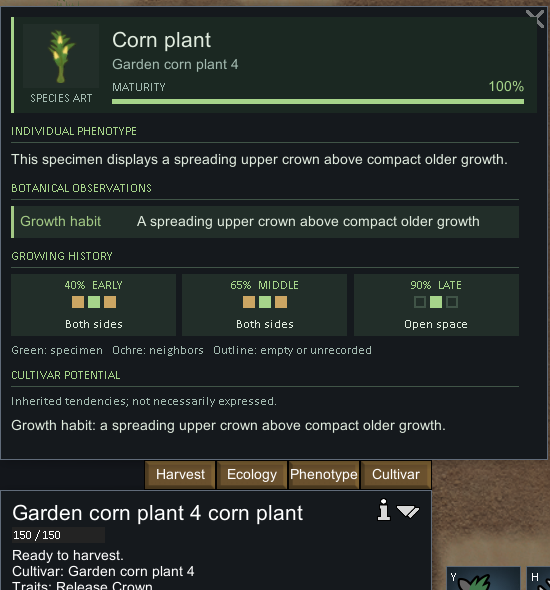 Corn plant
Garden corn plant 4
MATURITY 100%
SPECIES ART
INDIVIDUAL PHENOTYPE
This specimen displays a spreading upper crown above compact older growth.
BOTANICAL OBSERVATIONS
Growth habit A spreading upper crown above compact older growth
GROWING HISTORY
40% EARLY 65% MIDDLE 90% LATE
Both sides Both sides Open space
Green: specimen Ochre: neighbors Outline: empty or unrecorded
CULTIVAR POTENTIAL
Inherited tendencies; not necessarily expressed.
Growth habit: a spreading upper crown above compact older growth.
Harvest Ecology Phenotype Cultivar
Garden corn plant 4 corn plant
150 / 150
Ready to harvest.
Cultivar: Garden corn plant 4
Traits: Release Crown
Y H